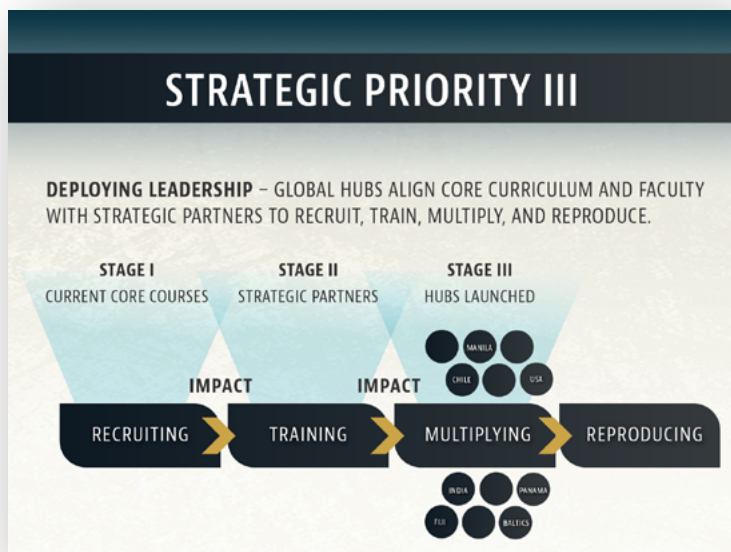 STRATEGIC PRIORITY III
DEPLOYING LEADERSHIP – GLOBAL HUBS ALIGN CORE CURRICULUM AND FACULTY
WITH STRATEGIC PARTNERS TO RECRUIT, TRAIN, MULTIPLY, AND REPRODUCE.
STAGE I
CURRENT CORE COURSES
STAGE II
STRATEGIC PARTNERS
STAGE III
HUBS LAUNCHED
MANILA
CHILE
USA
IMPACT
IMPACT
RECRUITING
TRAINING
MULTIPLYING
REPRODUCING
INDIA
PANAMA
FIJI
BALTICS